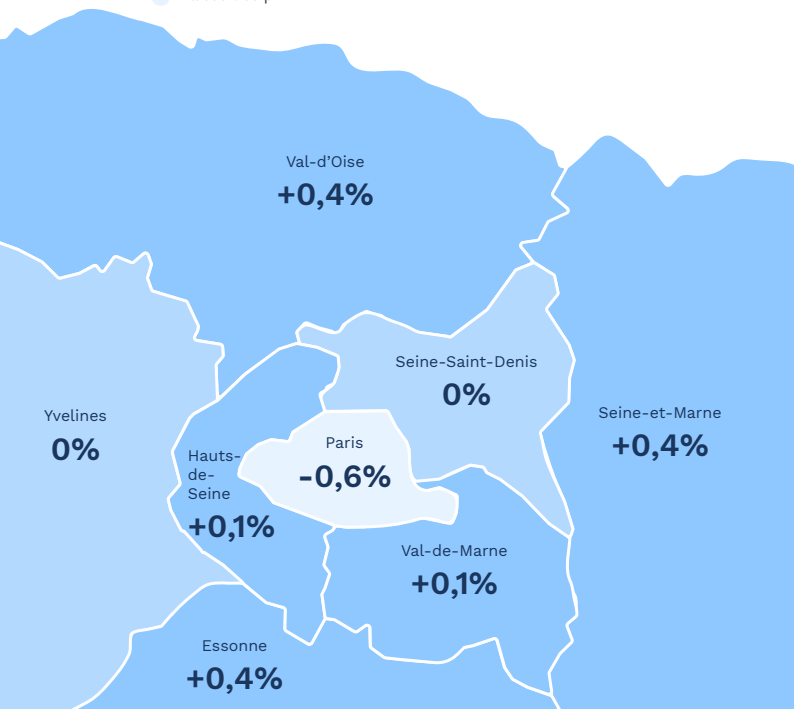 Val-d’Oise
+0,4%
Seine-Saint-Denis
0%
Seine-et-Marne
+0,4%
Yvelines
0%
Paris
-0,6%
Hauts-
de-
Seine
+0,1%
Val-de-Marne
+0,1%
Essonne
+0,4%